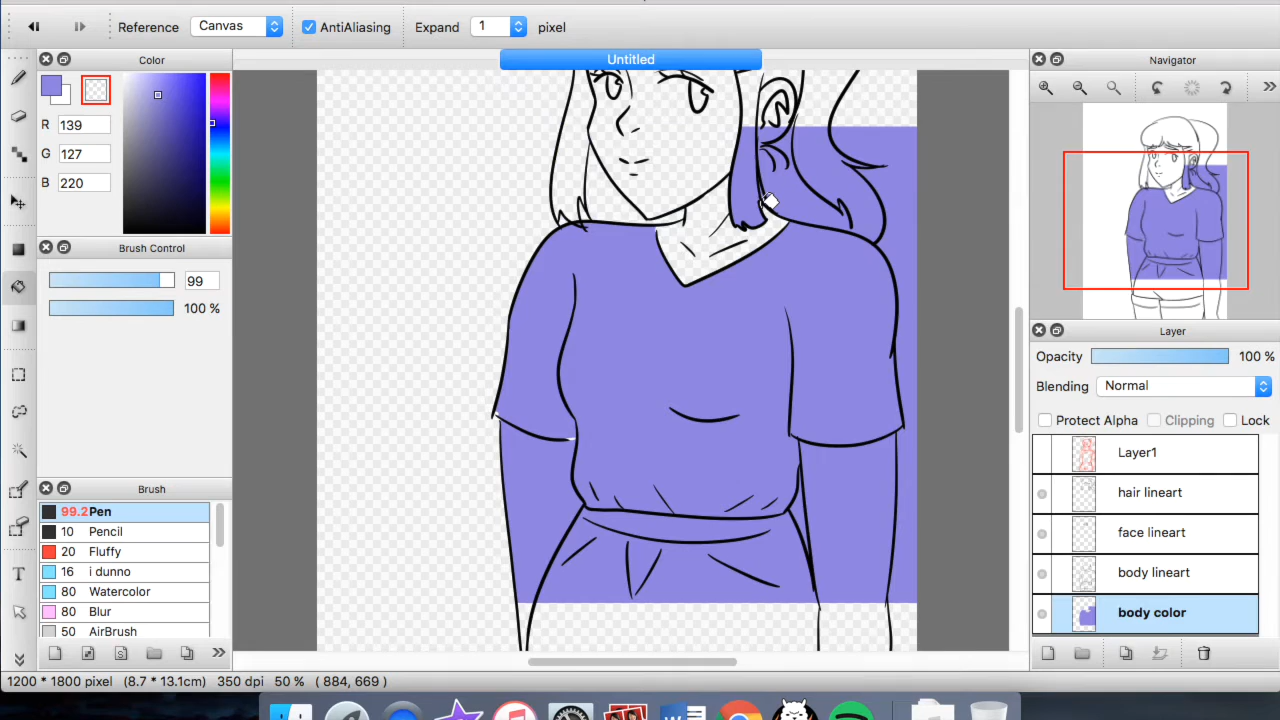 Reference Canvas AntiAliasing Expand 1 pixel
Color
Untitled
Navigator
R 139
G 127
B 220
Brush Control
99
100 %
Layer
Opacity 100 %
Blending Normal
Protect Alpha Clipping Lock
Layer1
hair lineart
face lineart
body lineart
body color
Brush
99.2 Pen
10 Pencil
20 Fluffy
16 i dunno
80 Watercolor
80 Blur
50 AirBrush
T
1200 * 1800 pixel (8.7 * 13.1cm) 350 dpi 50 % ( 884, 669 )
W